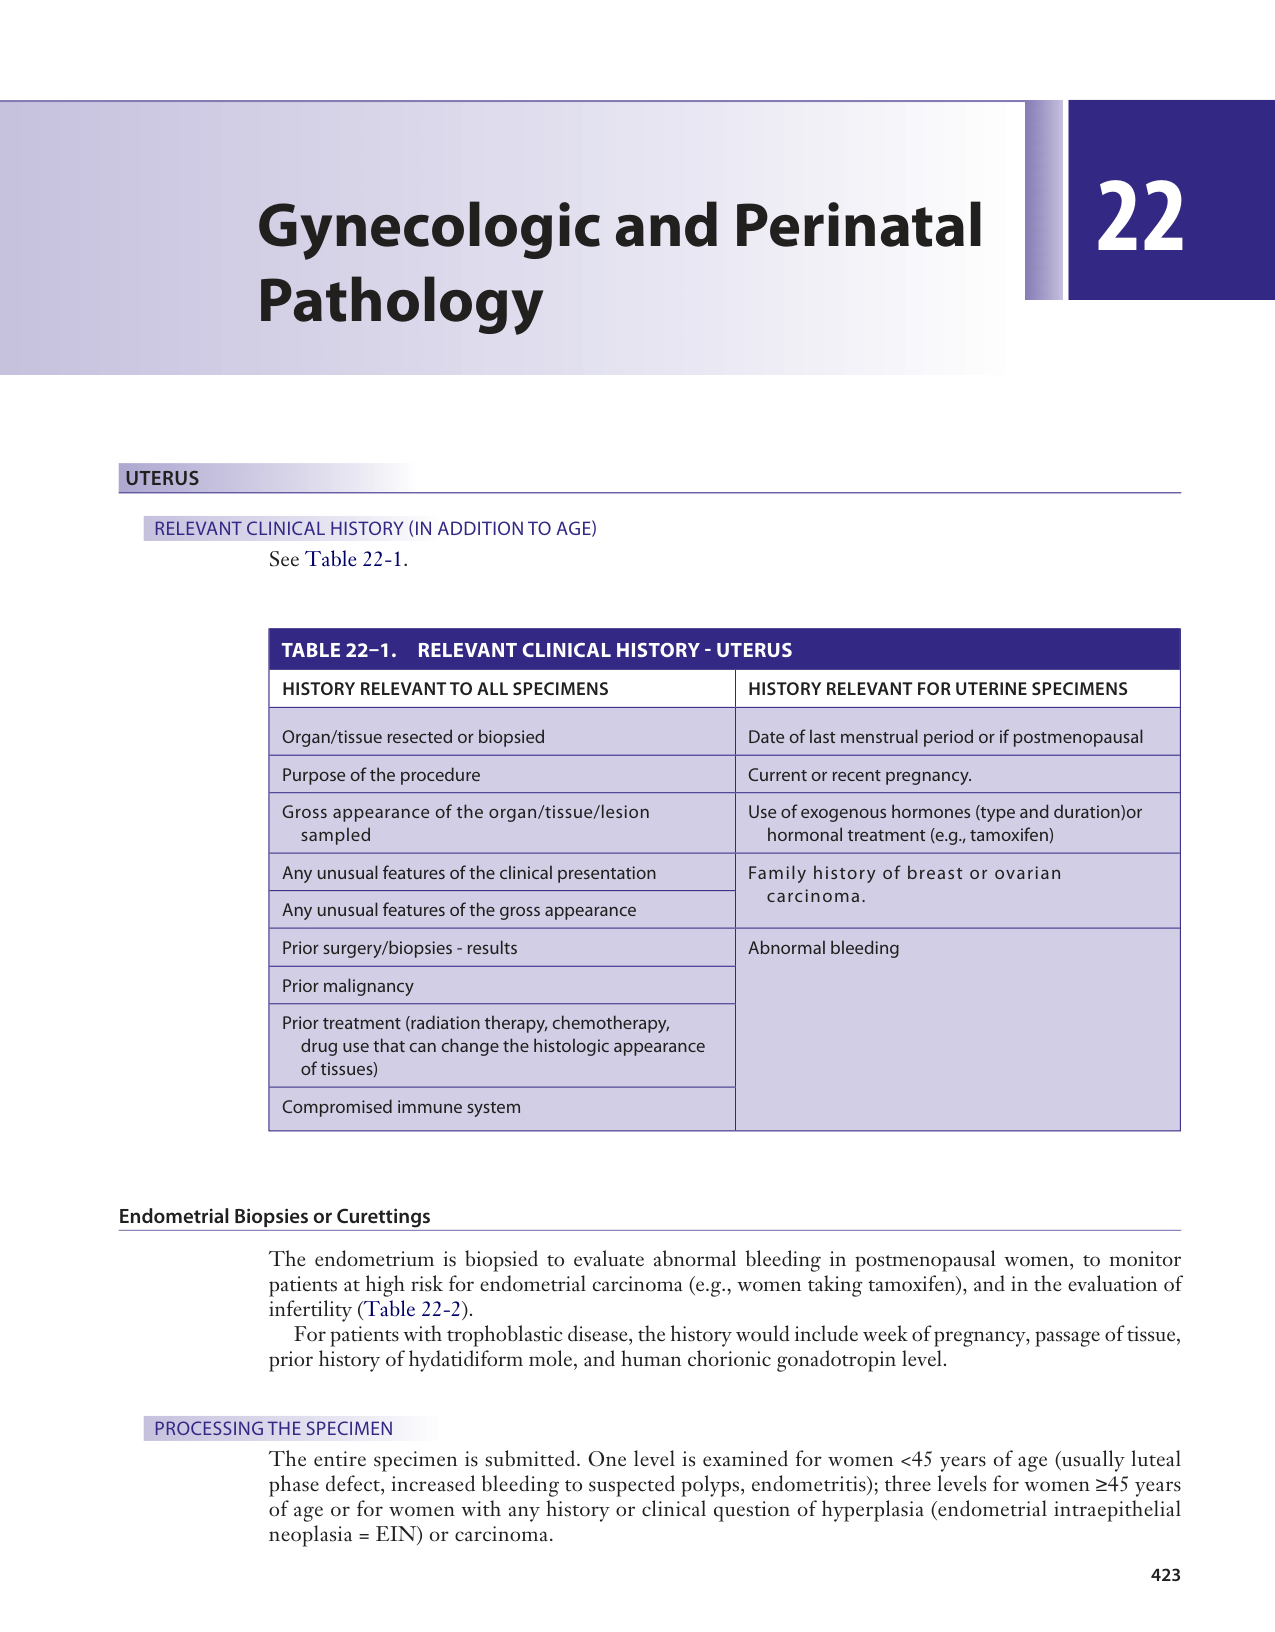 Gynecologic and Perinatal
Pathology
22
UTERUS
RELEVANT CLINICAL HISTORY (IN ADDITION TO AGE)
See Table 22-1.
TABLE 22–1. RELEVANT CLINICAL HISTORY - UTERUS
HISTORY RELEVANT TO ALL SPECIMENS
HISTORY RELEVANT FOR UTERINE SPECIMENS
Organ/tissue resected or biopsied
Date of last menstrual period or if postmenopausal
Purpose of the procedure
Current or recent pregnancy.
Gross appearance of the organ/tissue/lesion
sampled
Use of exogenous hormones (type and duration)or
hormonal treatment (e.g., tamoxifen)
Any unusual features of the clinical presentation
Family history of breast or ovarian
carcinoma.
Any unusual features of the gross appearance
Prior surgery/biopsies - results
Abnormal bleeding
Prior malignancy
Prior treatment (radiation therapy, chemotherapy,
drug use that can change the histologic appearance
of tissues)
Compromised immune system
Endometrial Biopsies or Curettings
The endometrium is biopsied to evaluate abnormal bleeding in postmenopausal women, to monitor
patients at high risk for endometrial carcinoma (e.g., women taking tamoxifen), and in the evaluation of
infertility (Table 22-2).
For patients with trophoblastic disease, the history would include week of pregnancy, passage of tissue,
prior history of hydatidiform mole, and human chorionic gonadotropin level.
PROCESSING THE SPECIMEN
The entire specimen is submitted. One level is examined for women <45 years of age (usually luteal
phase defect, increased bleeding to suspected polyps, endometritis); three levels for women ≥45 years
of age or for women with any history or clinical question of hyperplasia (endometrial intraepithelial
neoplasia = EIN) or carcinoma.
423